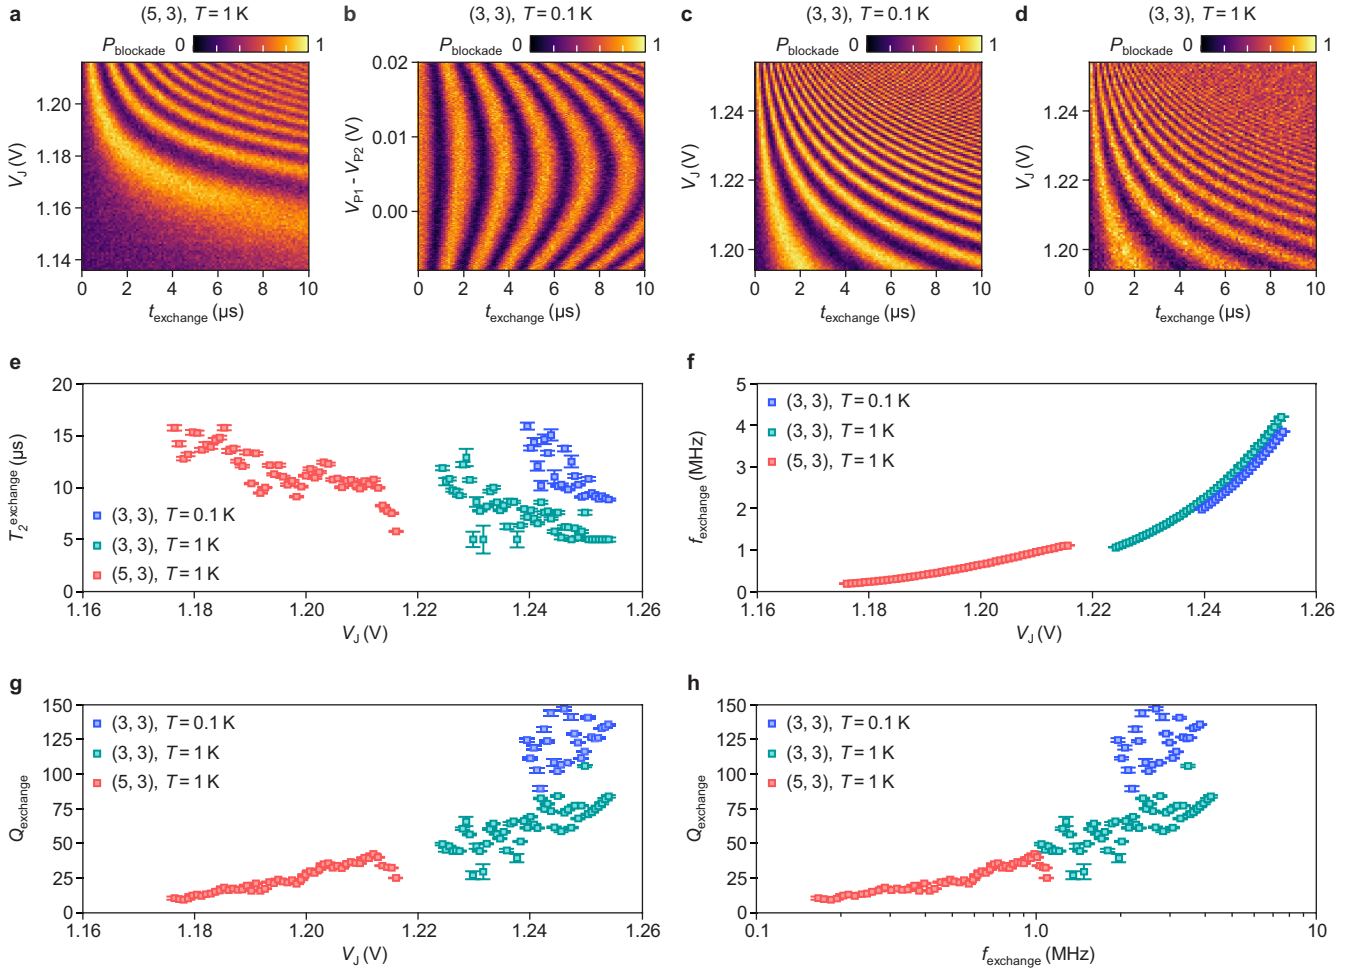 a (5, 3), T = 1 K
P_blockade 0 1
V_J (V)
1.20
1.18
1.16
1.14
0 2 4 6 8 10
t_exchange (µs)
b (3, 3), T = 0.1 K
P_blockade 0 1
V_P1 - V_P2 (V)
0.02
0.01
0.00
0 2 4 6 8 10
t_exchange (µs)
c (3, 3), T = 0.1 K
P_blockade 0 1
V_J (V)
1.24
1.22
1.20
0 2 4 6 8 10
t_exchange (µs)
d (3, 3), T = 1 K
P_blockade 0 1
V_J (V)
1.24
1.22
1.20
0 2 4 6 8 10
t_exchange (µs)
e
T_2^exchange (µs)
20
15
10
5
0
(3, 3), T = 0.1 K
(3, 3), T = 1 K
(5, 3), T = 1 K
1.16 1.18 1.20 1.22 1.24 1.26
V_J (V)
f
f_exchange (MHz)
5
4
3
2
1
0
(3, 3), T = 0.1 K
(3, 3), T = 1 K
(5, 3), T = 1 K
1.16 1.18 1.20 1.22 1.24 1.26
V_J (V)
g
Q_exchange
150
125
100
75
50
25
0
(3, 3), T = 0.1 K
(3, 3), T = 1 K
(5, 3), T = 1 K
1.16 1.18 1.20 1.22 1.24 1.26
V_J (V)
h
Q_exchange
150
125
100
75
50
25
0
(3, 3), T = 0.1 K
(3, 3), T = 1 K
(5, 3), T = 1 K
0.1 1.0 10
f_exchange (MHz)